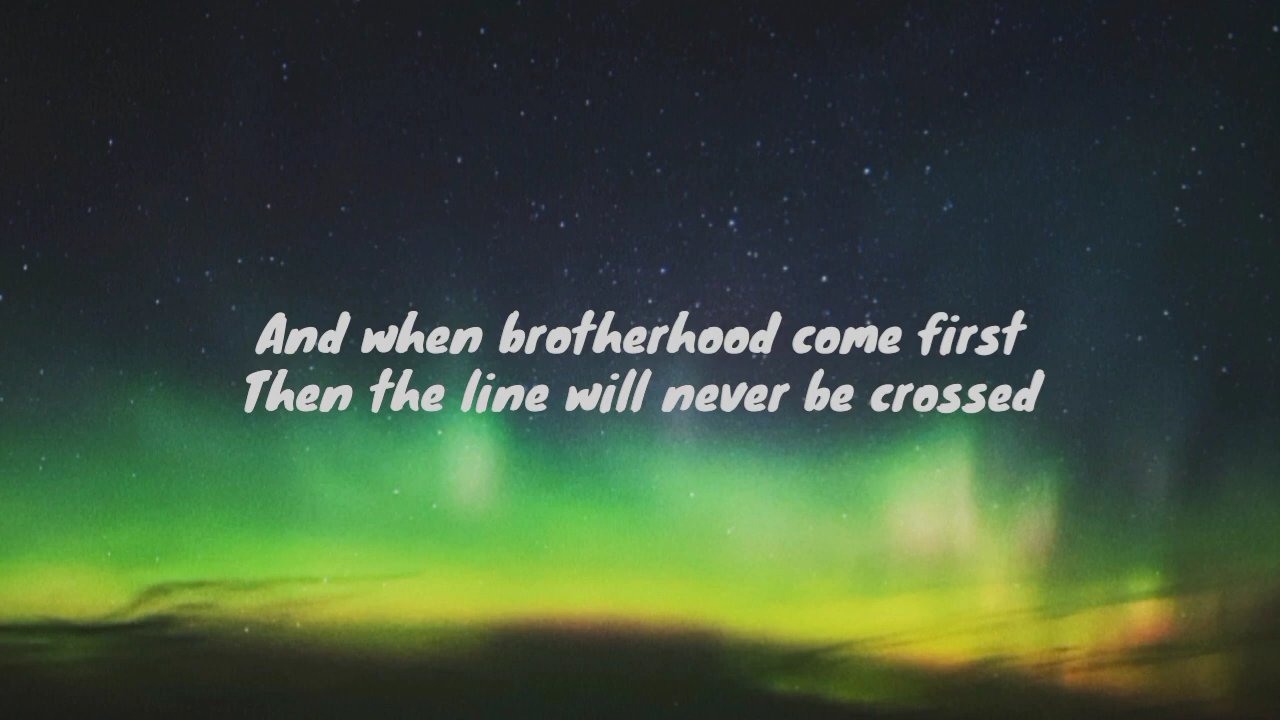 And when brotherhood come first
Then the line will never be crossed